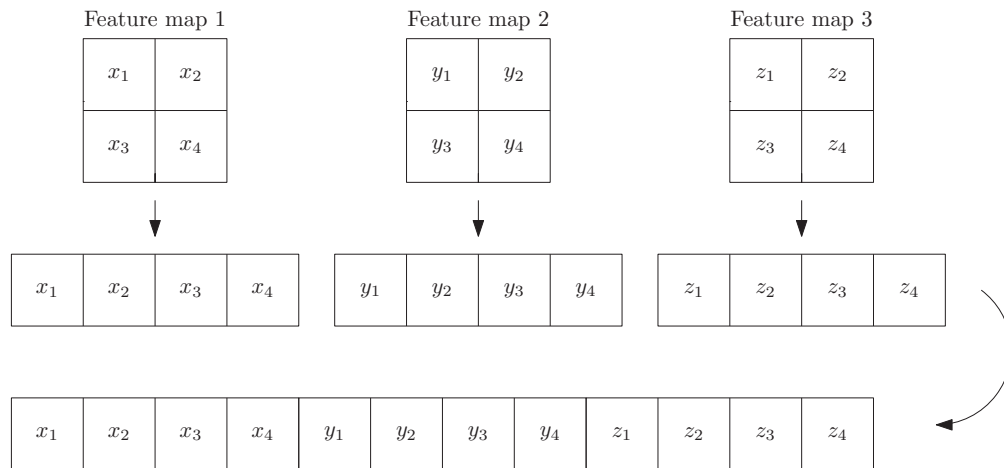 Feature map 1 Feature map 2 Feature map 3
x₁ x₂ y₁ y₂ z₁ z₂
x₃ x₄ y₃ y₄ z₃ z₄
x₁ x₂ x₃ x₄ y₁ y₂ y₃ y₄ z₁ z₂ z₃ z₄
x₁ x₂ x₃ x₄ y₁ y₂ y₃ y₄ z₁ z₂ z₃ z₄